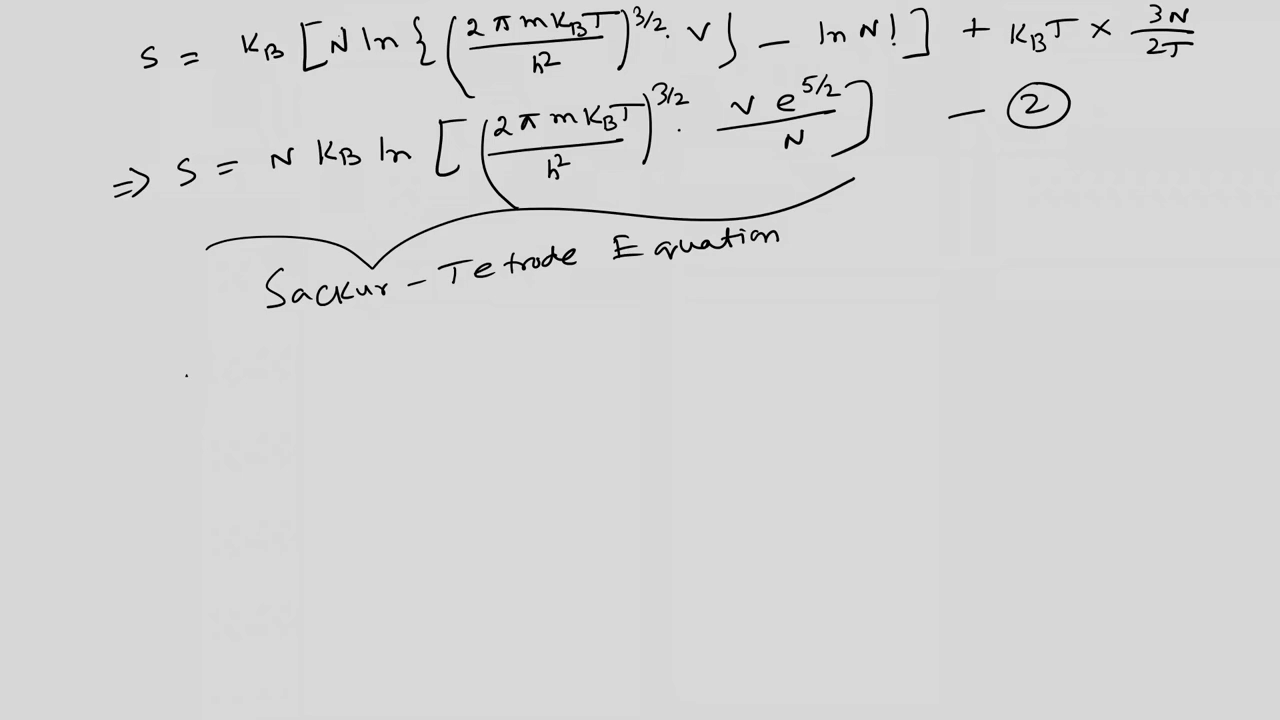 S = K_B [N ln {(2πmK_BT / h²)^3/2 . V} − ln N!] + K_BT × 3N / 2T
⇒ S = N K_B ln [(2πmK_BT / h²)^3/2 . V e^5/2 / N] − ②
Sackur - Tetrode Equation